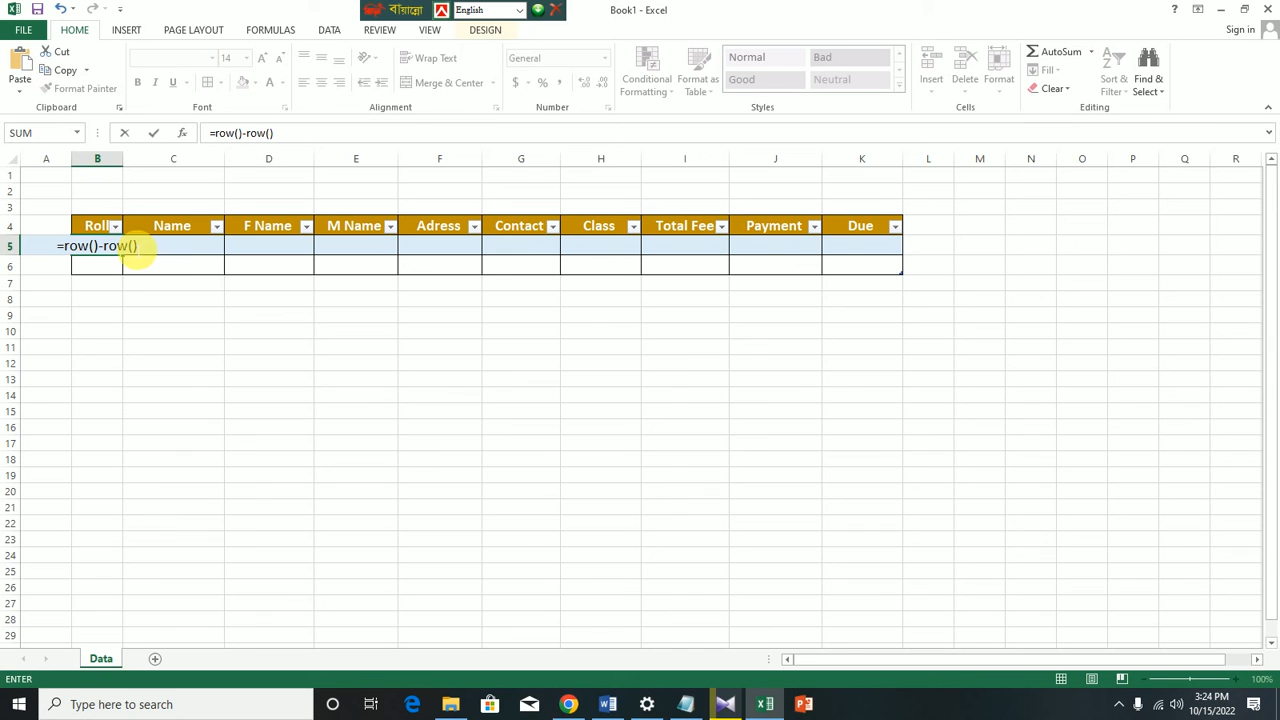 বাঁয়ান্নো
English
Book1 - Excel
FILE HOME INSERT PAGE LAYOUT FORMULAS DATA REVIEW VIEW DESIGN Sign in
Paste
Cut
Copy
Format Painter
Clipboard
14
B I U
Font
Wrap Text
Merge & Center
Alignment
General
$ % ,
Number
Conditional Formatting
Format as Table
Normal Bad
Good Neutral
Styles
Insert Delete Format
Cells
AutoSum
Fill
Clear
Sort & Filter
Find & Select
Editing
SUM =row()-row()
A B C D E F G H I J K L M N O P Q R
1
2
3
4 Roll Name F Name M Name Adress Contact Class Total Fee Payment Due
5 =row()-row()
6
7
8
9
10
11
12
13
14
15
16
17
18
19
20
21
22
23
24
25
26
27
28
29
Data
ENTER 100%
Type here to search
3:24 PM
10/15/2022